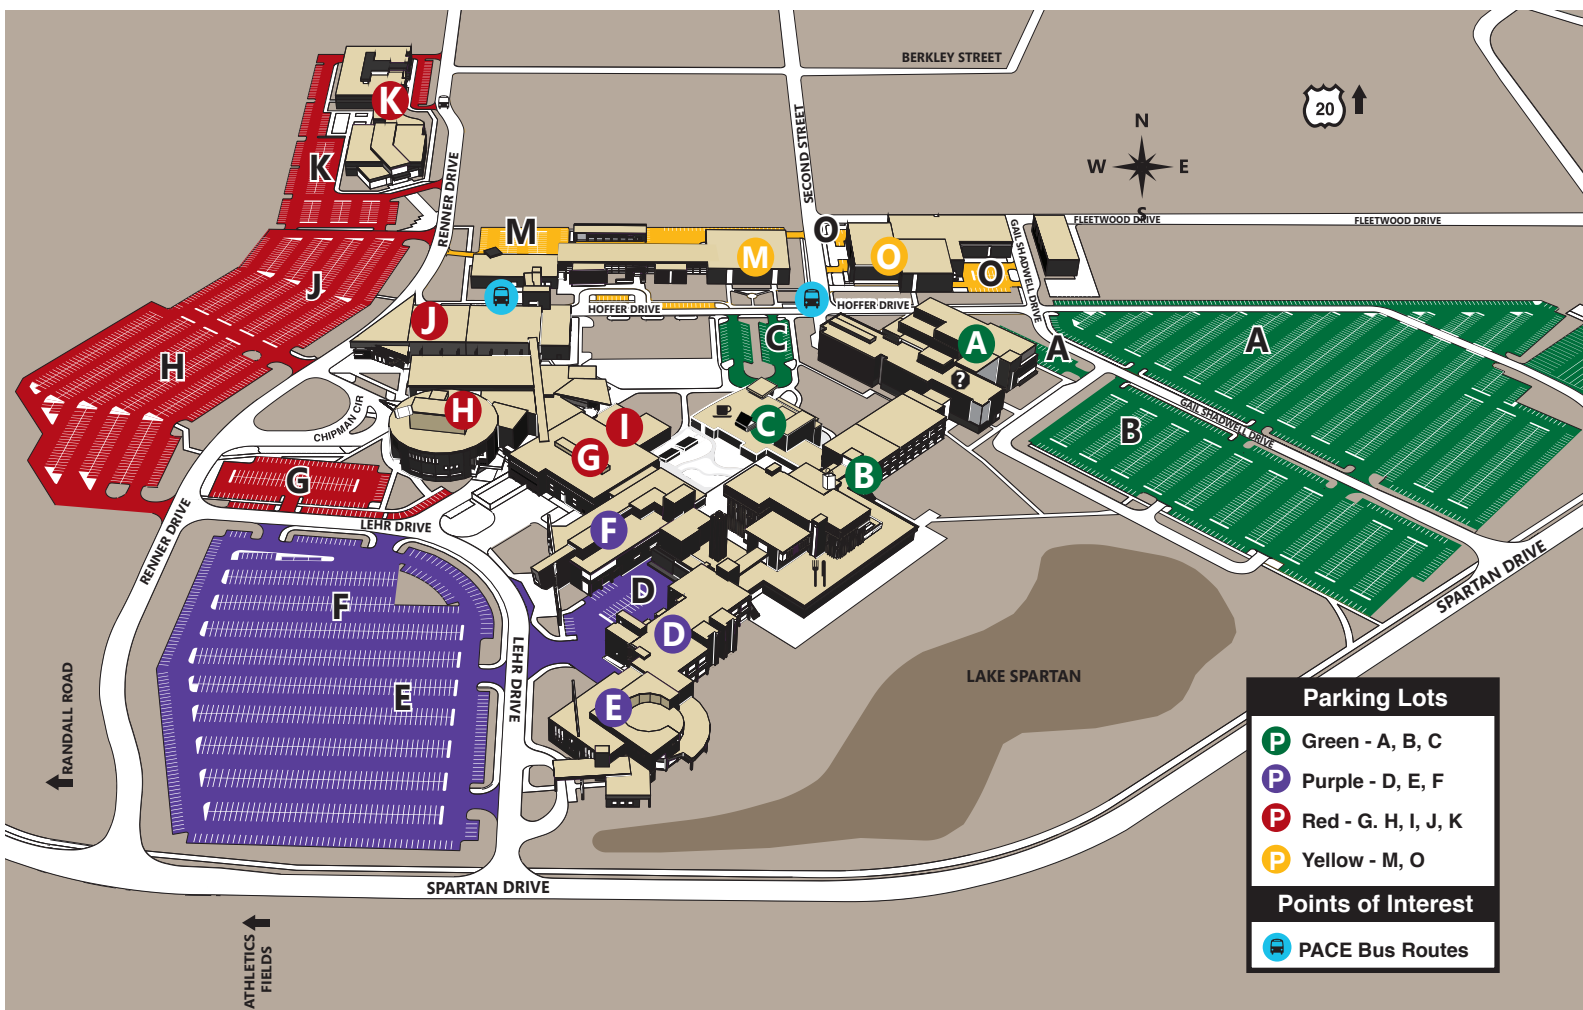 BERKLEY STREET
20
K
N
W
E
S
SECOND STREET
K
RENNER DRIVE
FLEETWOOD DRIVE
FLEETWOOD DRIVE
GAIL SHADWELL DRIVE
M
O
M
O
O
J
HOFFER DRIVE
HOFFER DRIVE
J
C
A
A
A
H
?
CHIPMAN CIR
H
I
C
GAIL SHADWELL DRIVE
B
G
G
B
LEHR DRIVE
F
RENNER DRIVE
SPARTAN DRIVE
D
F
D
LEHR DRIVE
LAKE SPARTAN
E
E
RANDALL ROAD
SPARTAN DRIVE
ATHLETICS
FIELDS
Parking Lots
P Green - A, B, C
P Purple - D, E, F
P Red - G. H, I, J, K
P Yellow - M, O
Points of Interest
PACE Bus Routes